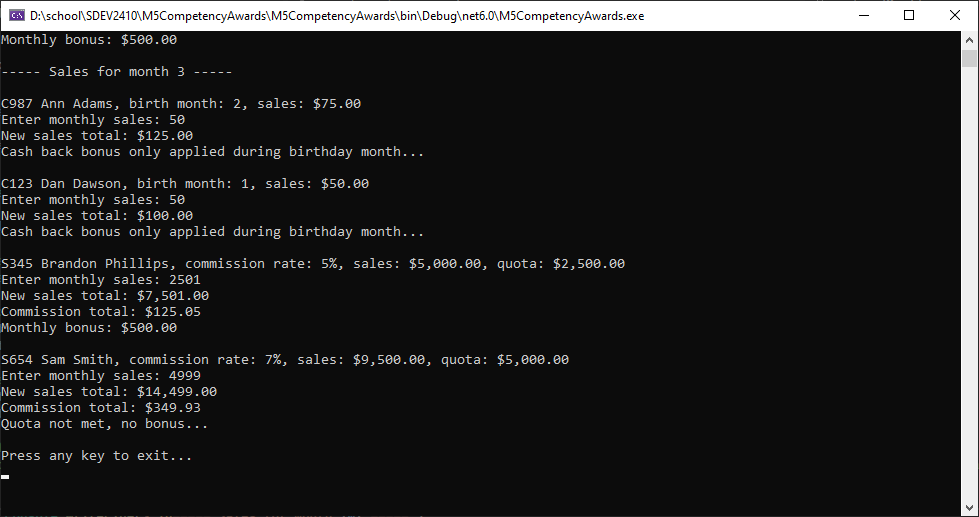 D:\school\SDEV2410\M5CompetencyAwards\M5CompetencyAwards\bin\Debug\net6.0\M5CompetencyAwards.exe
Monthly bonus: $500.00
----- Sales for month 3 -----
C987 Ann Adams, birth month: 2, sales: $75.00
Enter monthly sales: 50
New sales total: $125.00
Cash back bonus only applied during birthday month...
C123 Dan Dawson, birth month: 1, sales: $50.00
Enter monthly sales: 50
New sales total: $100.00
Cash back bonus only applied during birthday month...
S345 Brandon Phillips, commission rate: 5%, sales: $5,000.00, quota: $2,500.00
Enter monthly sales: 2501
New sales total: $7,501.00
Commission total: $125.05
Monthly bonus: $500.00
S654 Sam Smith, commission rate: 7%, sales: $9,500.00, quota: $5,000.00
Enter monthly sales: 4999
New sales total: $14,499.00
Commission total: $349.93
Quota not met, no bonus...
Press any key to exit...